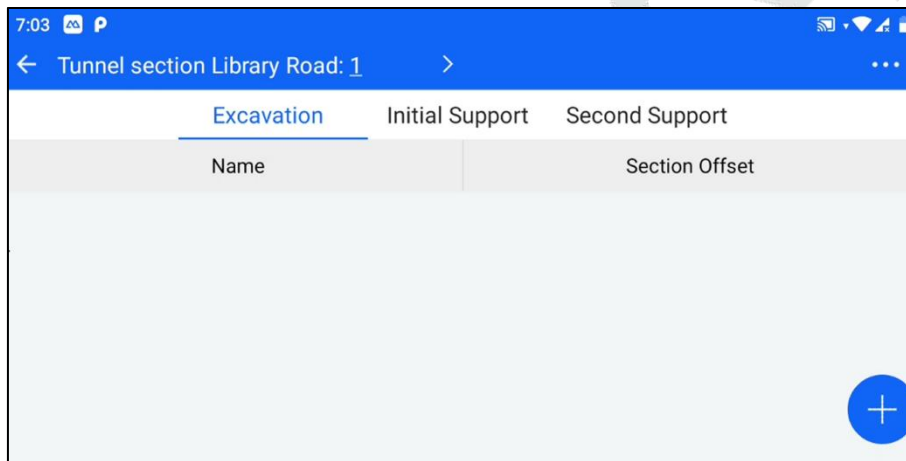 7:03
Tunnel section Library Road: 1
Excavation Initial Support Second Support
Name Section Offset